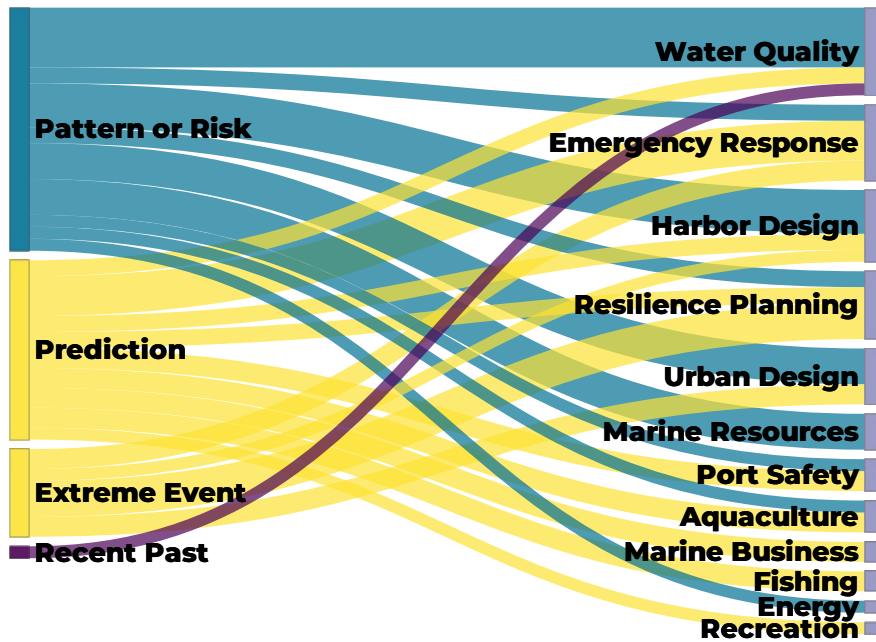 Pattern or Risk
Prediction
Extreme Event
Recent Past
Water Quality
Emergency Response
Harbor Design
Resilience Planning
Urban Design
Marine Resources
Port Safety
Aquaculture
Marine Business
Fishing
Energy
Recreation